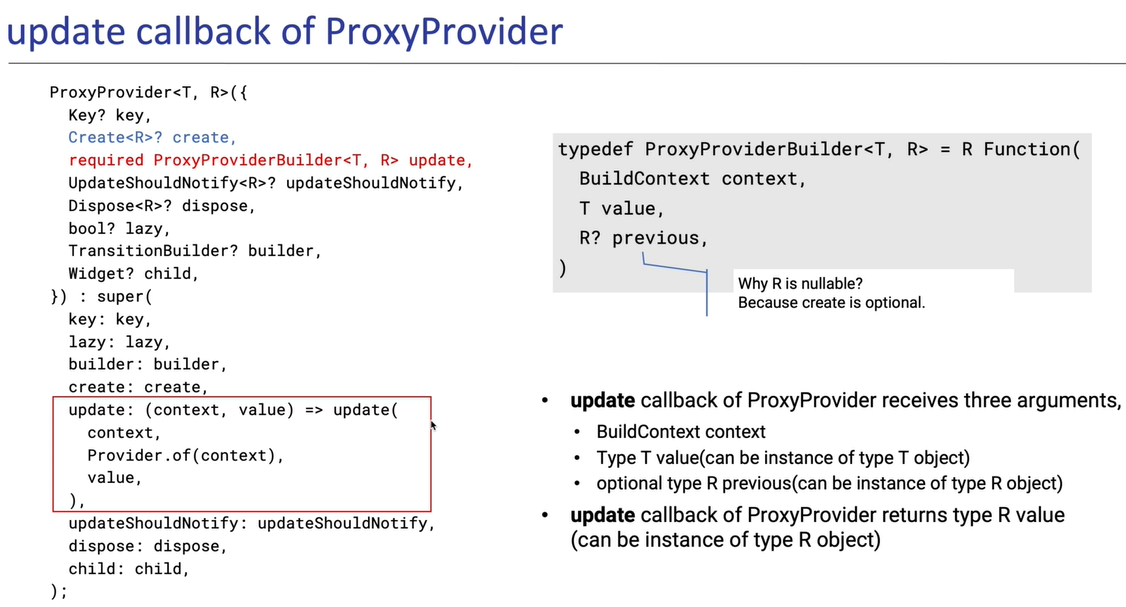 update callback of ProxyProvider
ProxyProvider<T, R>({
Key? key,
Create<R>? create,
required ProxyProviderBuilder<T, R> update,
UpdateShouldNotify<R>? updateShouldNotify,
Dispose<R>? dispose,
bool? lazy,
TransitionBuilder? builder,
Widget? child,
}) : super(
key: key,
lazy: lazy,
builder: builder,
create: create,
update: (context, value) => update(
context,
Provider.of(context),
value,
),
updateShouldNotify: updateShouldNotify,
dispose: dispose,
child: child,
);
typedef ProxyProviderBuilder<T, R> = R Function(
BuildContext context,
T value,
R? previous,
)
Why R is nullable?
Because create is optional.
• update callback of ProxyProvider receives three arguments,
• BuildContext context
• Type T value(can be instance of type T object)
• optional type R previous(can be instance of type R object)
• update callback of ProxyProvider returns type R value
(can be instance of type R object)